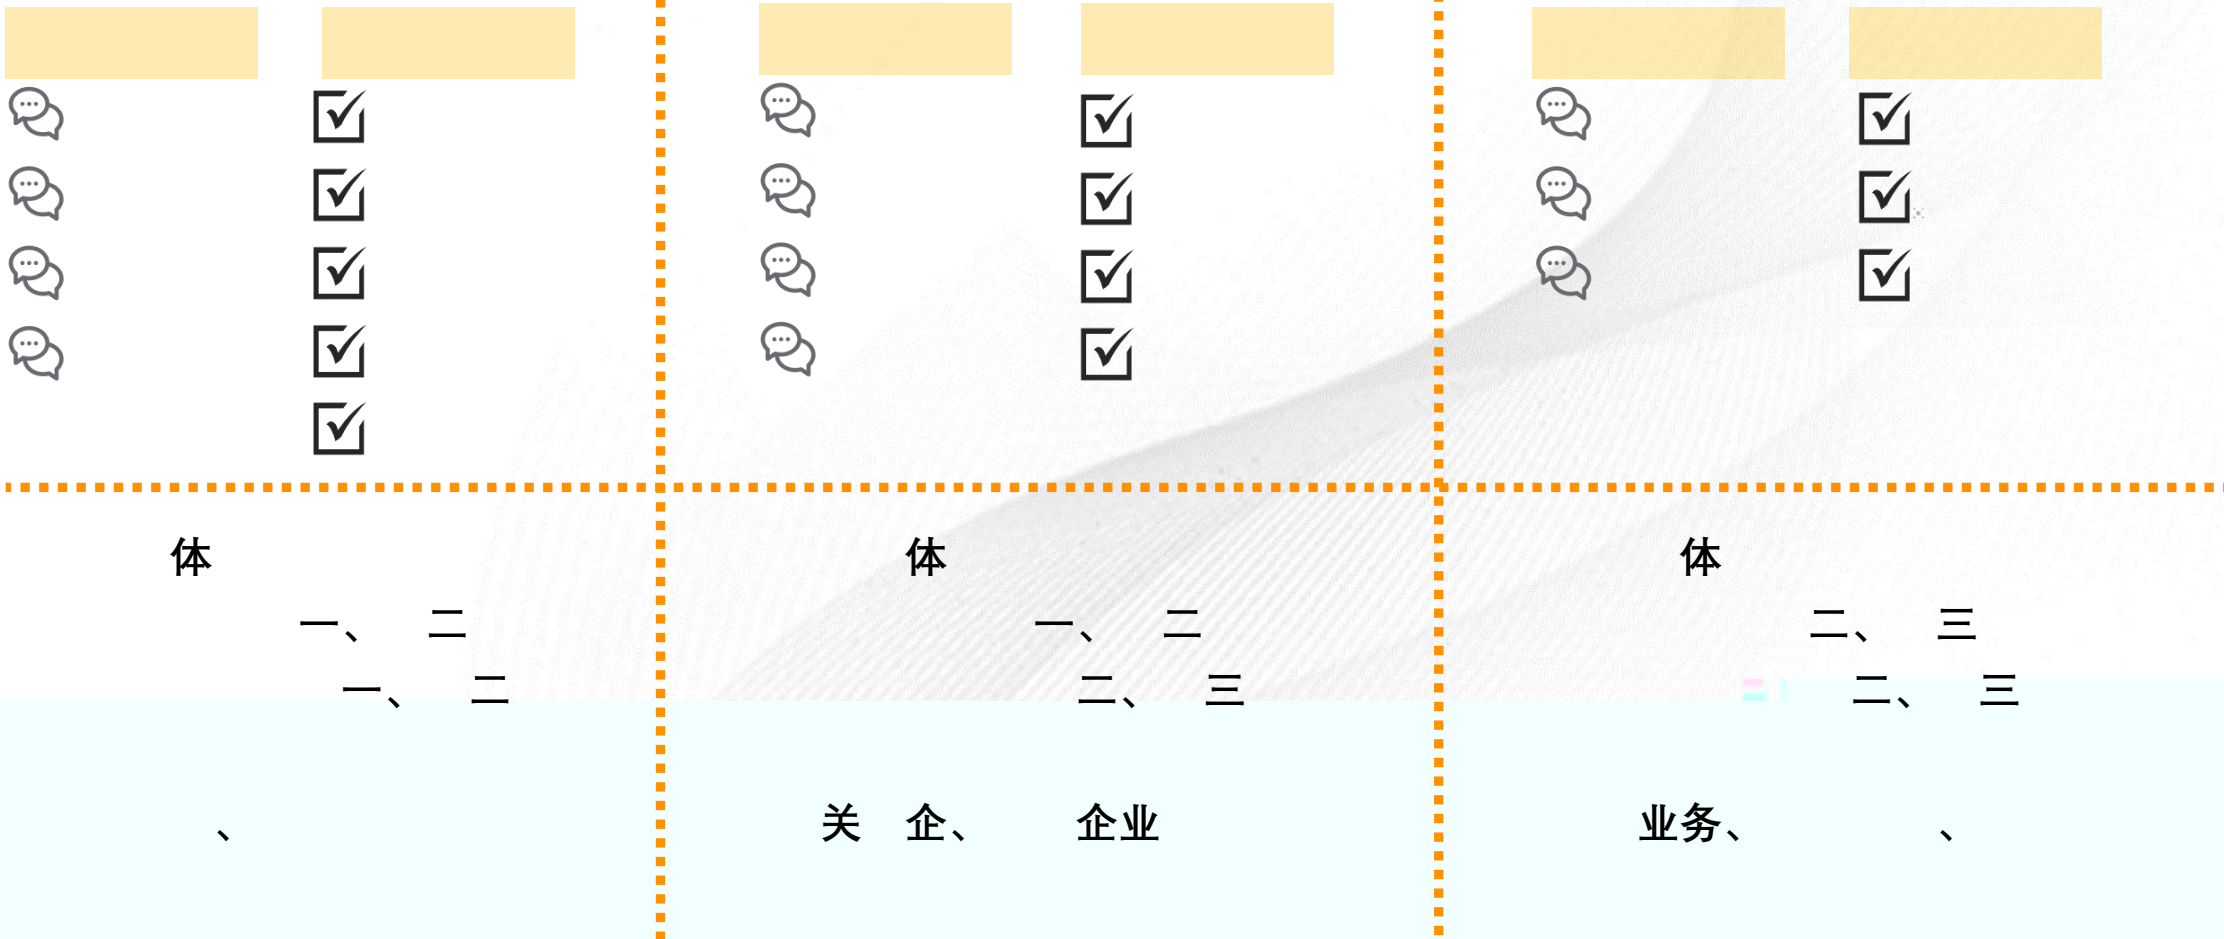 体
一、 二
一、 二
、
体
一、 二
二、 三
关 企、 企业
体
二、 三
二、 三
业务、 、